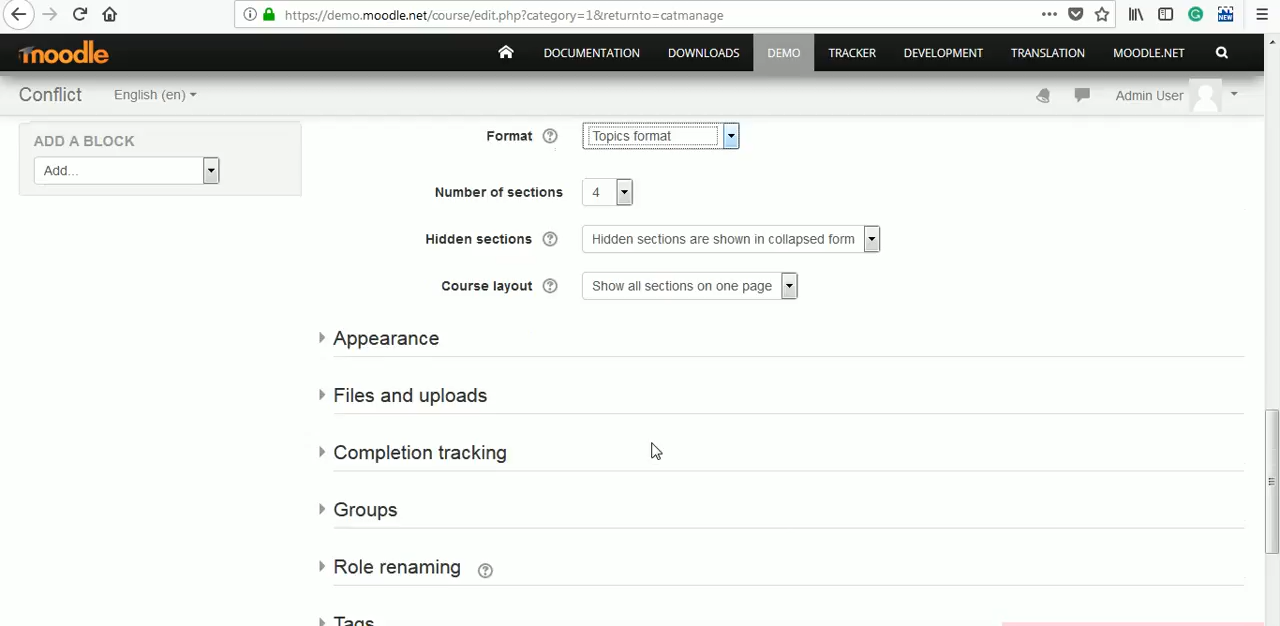 https://demo.moodle.net/course/edit.php?category=1&returnto=catmanage
moodle
DOCUMENTATION DOWNLOADS DEMO TRACKER DEVELOPMENT TRANSLATION MOODLE.NET
Conflict English (en) Admin User
ADD A BLOCK
Add...
Format ? Topics format
Number of sections 4
Hidden sections ? Hidden sections are shown in collapsed form
Course layout ? Show all sections on one page
Appearance
Files and uploads
Completion tracking
Groups
Role renaming ?
Tags